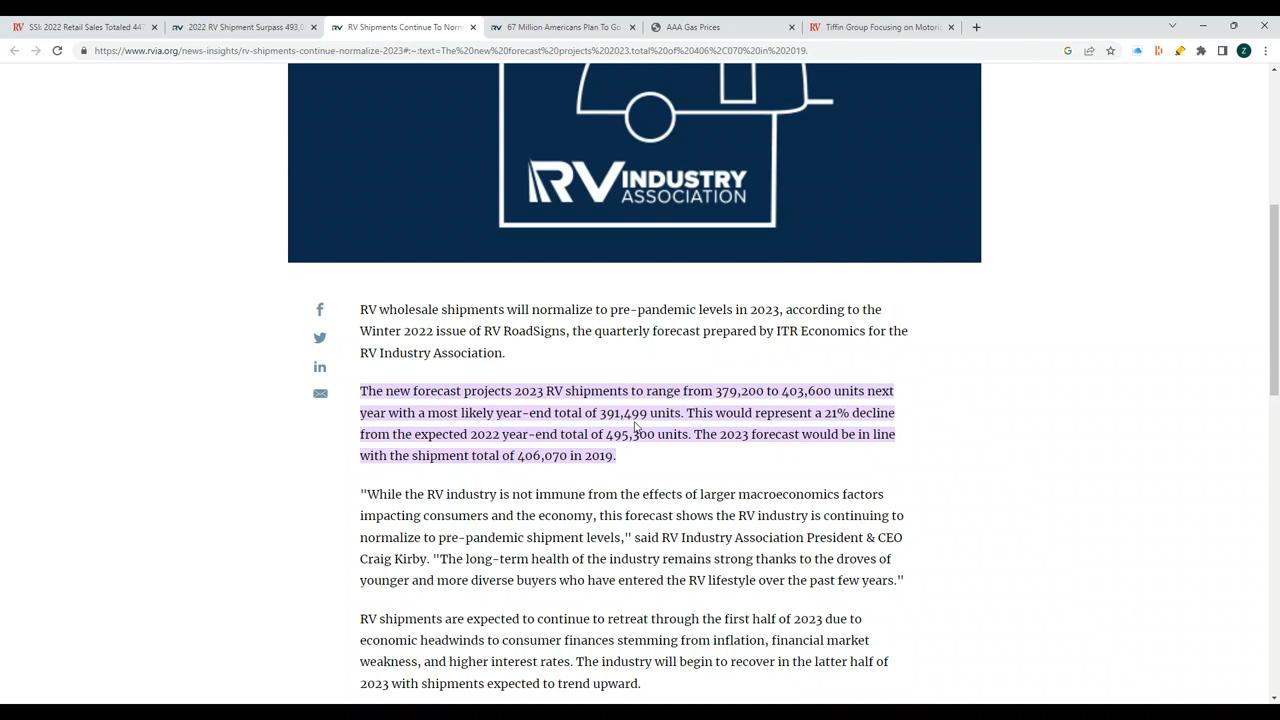 SSI: 2022 Retail Sales Totaled 447
2022 RV Shipment Surpass 493,0
RV Shipments Continue To Norm
67 Million Americans Plan To Go
AAA Gas Prices
Tiffin Group Focusing on Motoriz
https://www.rvia.org/news-insights/rv-shipments-continue-normalize-2023#:~:text=The%20new%20forecast%20projects%202023,total%20of%20406%2C070%20in%202019.
Z
RV INDUSTRY
ASSOCIATION
RV wholesale shipments will normalize to pre-pandemic levels in 2023, according to the
Winter 2022 issue of RV RoadSigns, the quarterly forecast prepared by ITR Economics for the
RV Industry Association.
The new forecast projects 2023 RV shipments to range from 379,200 to 403,600 units next
year with a most likely year-end total of 391,499 units. This would represent a 21% decline
from the expected 2022 year-end total of 495,300 units. The 2023 forecast would be in line
with the shipment total of 406,070 in 2019.
"While the RV industry is not immune from the effects of larger macroeconomics factors
impacting consumers and the economy, this forecast shows the RV industry is continuing to
normalize to pre-pandemic shipment levels," said RV Industry Association President & CEO
Craig Kirby. "The long-term health of the industry remains strong thanks to the droves of
younger and more diverse buyers who have entered the RV lifestyle over the past few years."
RV shipments are expected to continue to retreat through the first half of 2023 due to
economic headwinds to consumer finances stemming from inflation, financial market
weakness, and higher interest rates. The industry will begin to recover in the latter half of
2023 with shipments expected to trend upward.